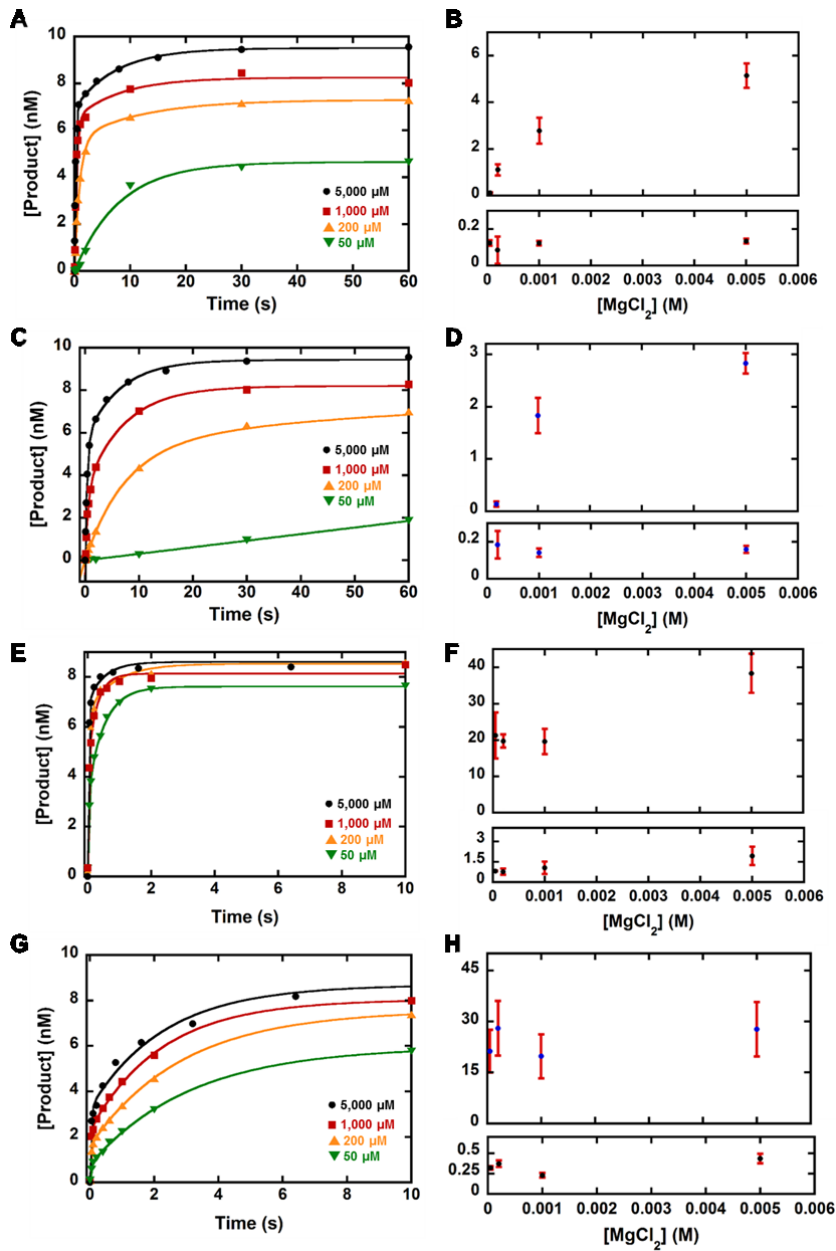 A
[Product] (nM)
10
8
6
4
2
0
5,000 µM
1,000 µM
200 µM
50 µM
0 10 20 30 40 50 60
Time (s)
B
6
4
2
0
0.2
0
0 0.001 0.002 0.003 0.004 0.005 0.006
[MgCl2] (M)
C
[Product] (nM)
10
8
6
4
2
0
5,000 µM
1,000 µM
200 µM
50 µM
0 10 20 30 40 50 60
Time (s)
D
3
2
1
0
0.2
0
0 0.001 0.002 0.003 0.004 0.005 0.006
[MgCl2] (M)
E
[Product] (nM)
8
6
4
2
0
5,000 µM
1,000 µM
200 µM
50 µM
0 2 4 6 8 10
Time (s)
F
40
30
20
10
0
3
1.5
0
0 0.001 0.002 0.003 0.004 0.005 0.006
[MgCl2] (M)
G
[Product] (nM)
10
8
6
4
2
0
5,000 µM
1,000 µM
200 µM
50 µM
0 2 4 6 8 10
Time (s)
H
45
30
15
0
0.5
0.25
0
0 0.001 0.002 0.003 0.004 0.005 0.006
[MgCl2] (M)